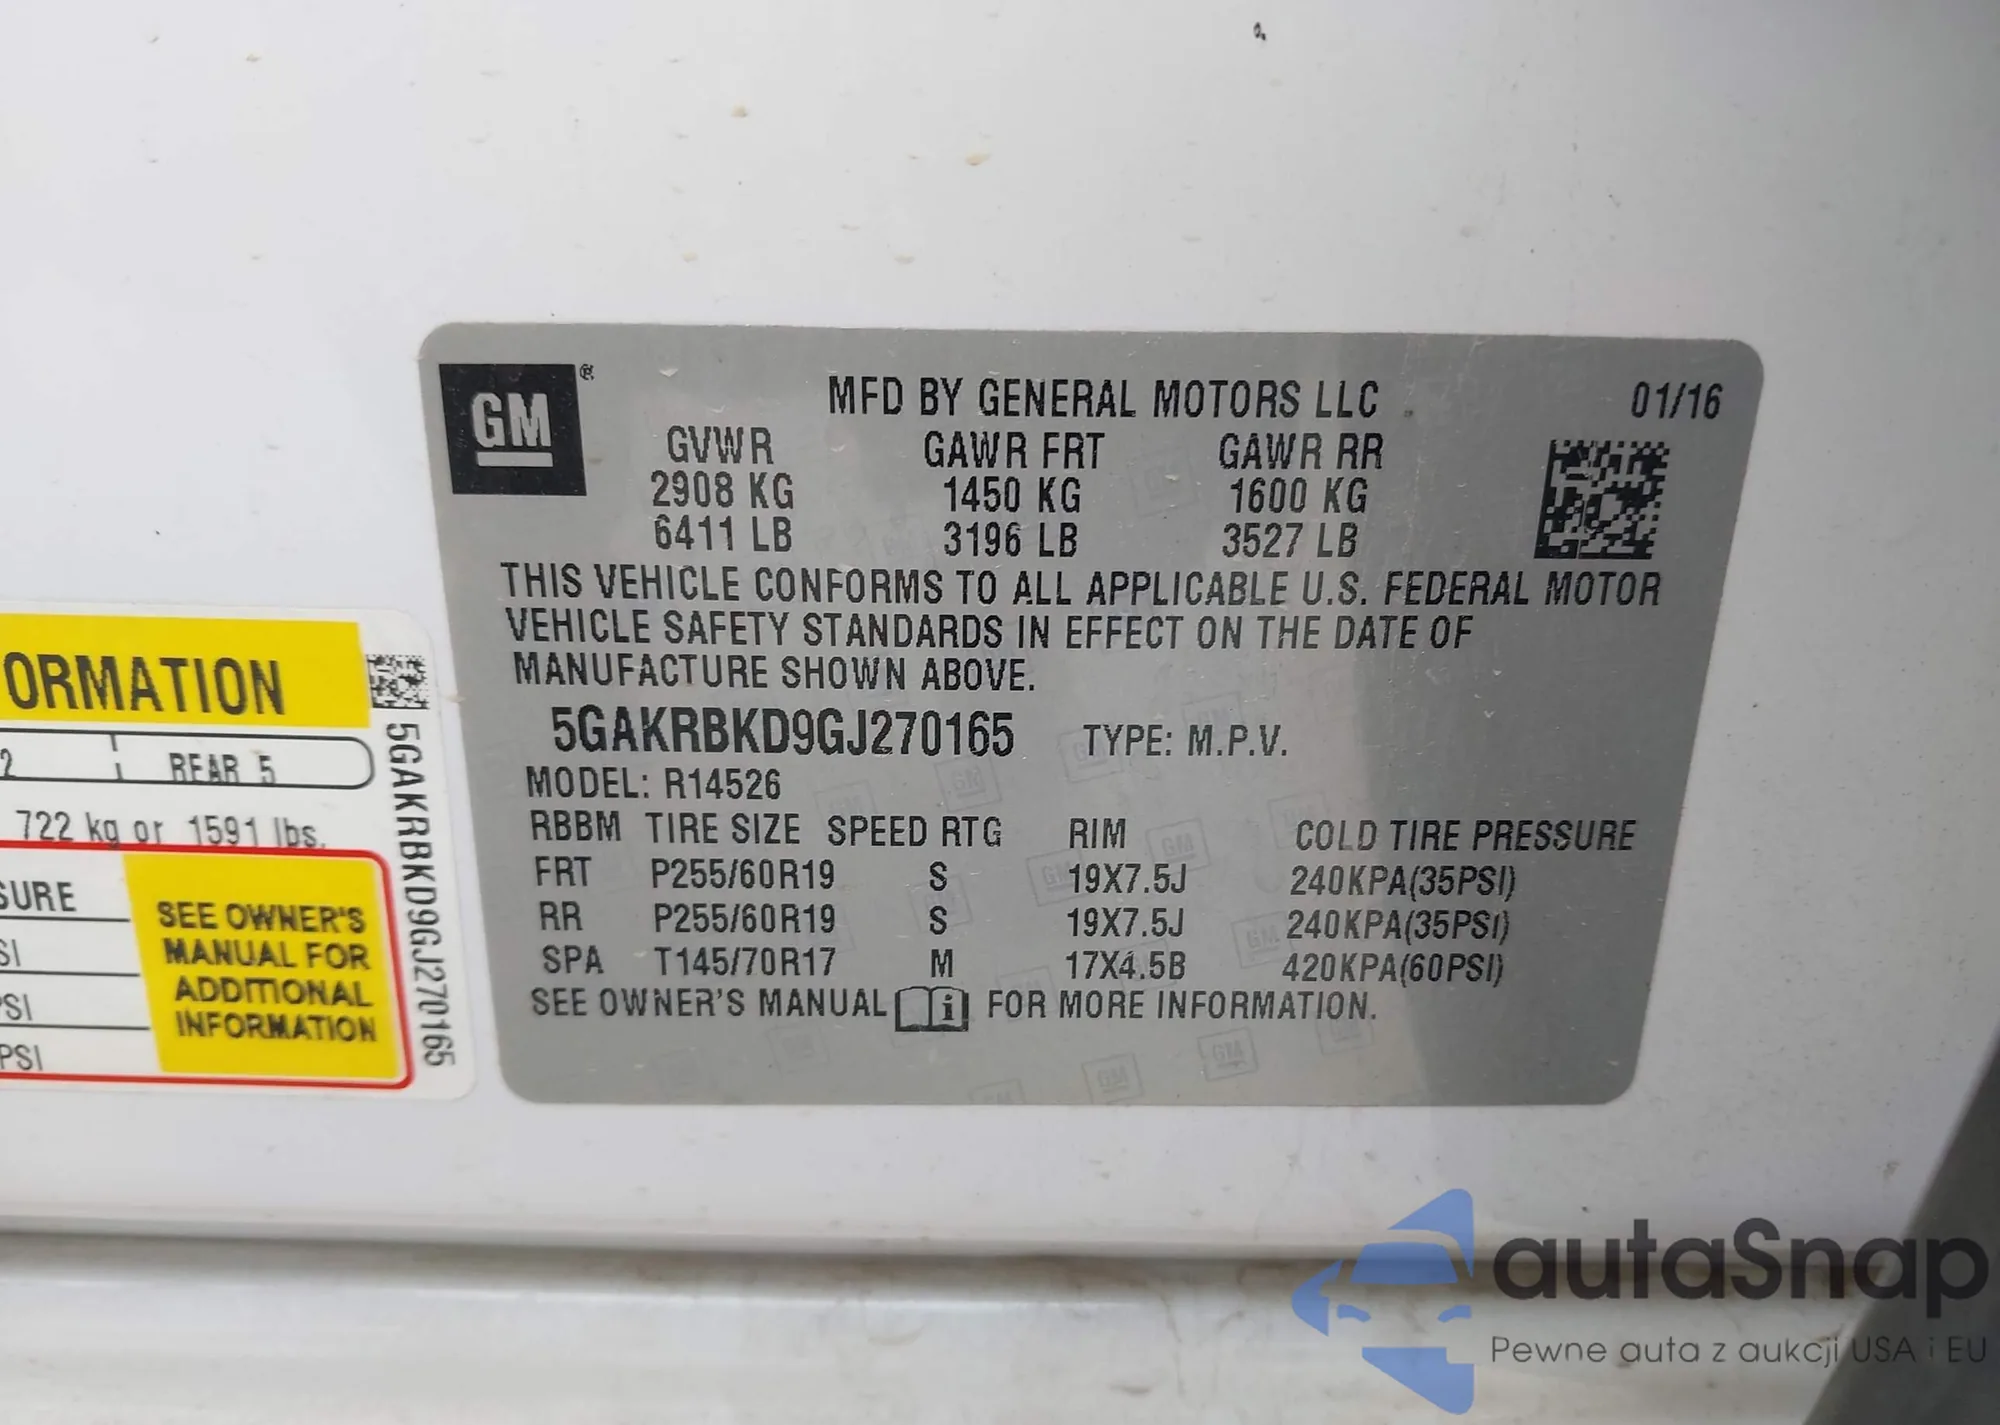 GM
MFD BY GENERAL MOTORS LLC 01/16
GVWR GAWR FRT GAWR RR
2908 KG 1450 KG 1600 KG
6411 LB 3196 LB 3527 LB
THIS VEHICLE CONFORMS TO ALL APPLICABLE U.S. FEDERAL MOTOR
VEHICLE SAFETY STANDARDS IN EFFECT ON THE DATE OF
MANUFACTURE SHOWN ABOVE.
5GAKRBKD9GJ270165 TYPE: M.P.V.
MODEL: R14526
RBBM TIRE SIZE SPEED RTG RIM COLD TIRE PRESSURE
FRT P255/60R19 S 19X7.5J 240KPA(35PSI)
RR P255/60R19 S 19X7.5J 240KPA(35PSI)
SPA T145/70R17 M 17X4.5B 420KPA(60PSI)
SEE OWNER'S MANUAL i FOR MORE INFORMATION.
ORMATION
2 REAR 5
722 kg or 1591 lbs.
SURE
SI
PSI
PSI
SEE OWNER'S
MANUAL FOR
ADDITIONAL
INFORMATION
5GAKRBKD9GJ270165
autaSnap
Pewne auta z aukcji USA i EU